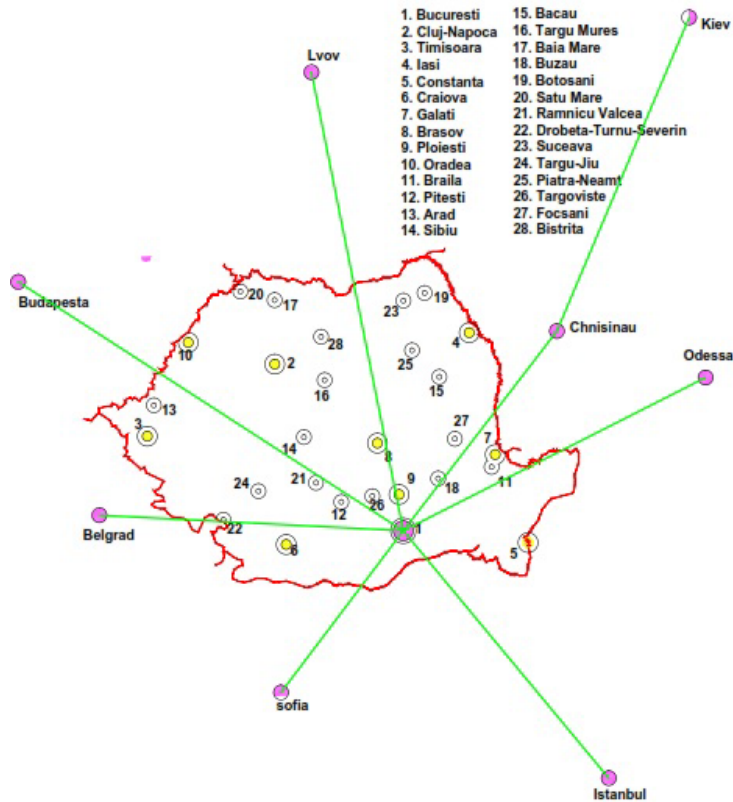 1. Bucuresti
2. Cluj-Napoca
3. Timisoara
4. Iasi
5. Constanta
6. Craiova
7. Galati
8. Brasov
9. Ploiesti
10. Oradea
11. Braila
12. Pitesti
13. Arad
14. Sibiu
15. Bacau
16. Targu Mures
17. Baia Mare
18. Buzau
19. Botosani
20. Satu Mare
21. Ramnicu Valcea
22. Drobeta-Turnu-Severin
23. Suceava
24. Targu-Jiu
25. Piatra-Neamt
26. Targoviste
27. Focsani
28. Bistrita
Kiev
Lvov
Budapesta
20
17
23
19
Chnisinau
4
10
28
25
Odessa
2
16
15
13
3
14
8
27
7
24
21
12
26
9
18
11
Belgrad
22
6
1
5
sofia
Istanbul